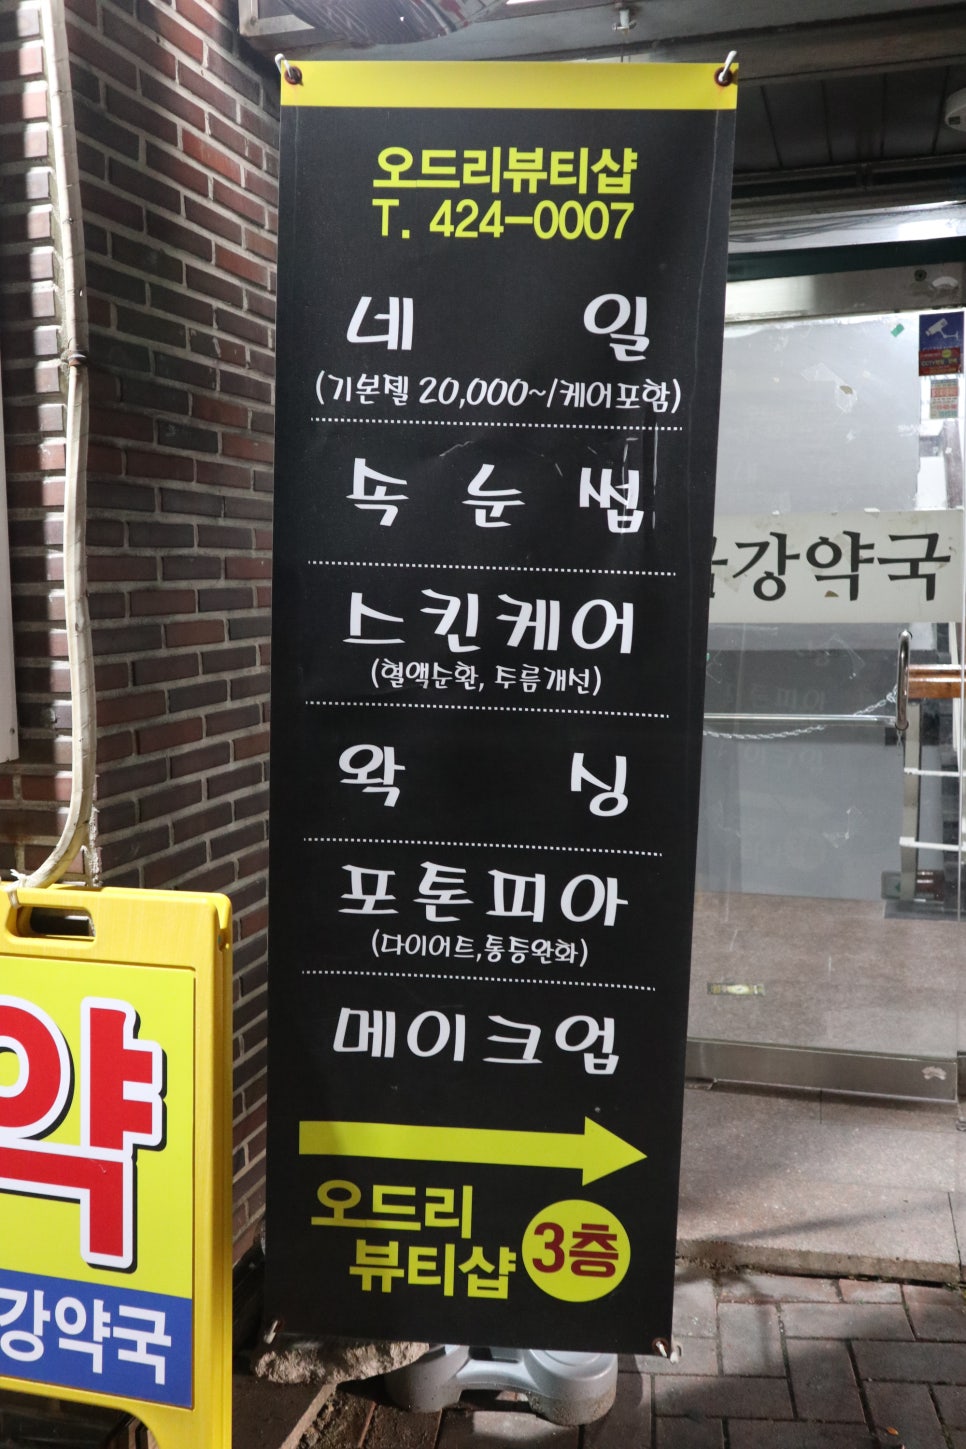 오드리뷰티샵
T. 424-0007
네 일
(기본젤 20,000~/케어포함)
속 눈 썹
스킨케어
(혈액순환, 투름개선)
왁 싱
포톤피아
(다이어트,통등완화)
메이크업
오드리
뷰티샵
3층
강약국
약
강약국